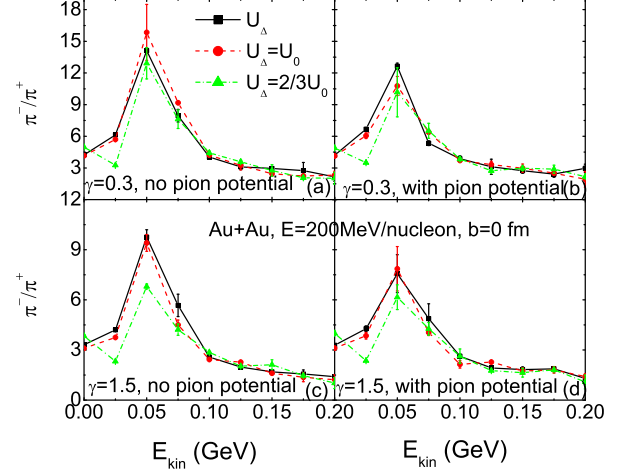 18
15
12
9
6
3
π⁻/π⁺
U_Δ
U_Δ=U_0
U_Δ=2/3U_0
γ=0.3, no pion potential (a)
γ=0.3, with pion potential (b)
12
9
6
3
0
π⁻/π⁺
Au+Au, E=200MeV/nucleon, b=0 fm
γ=1.5, no pion potential (c)
γ=1.5, with pion potential (d)
0.00 0.05 0.10 0.15 0.20 0.05 0.10 0.15 0.20
E_kin (GeV) E_kin (GeV)